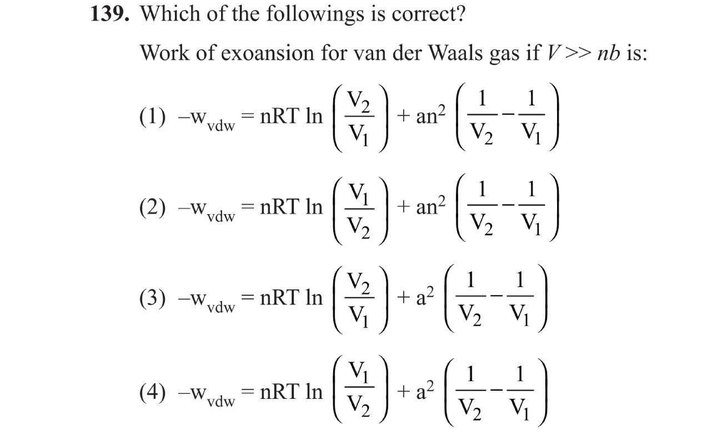 139. Which of the followings is correct?
Work of exoansion for van der Waals gas if V >> nb is:
(1) –w_vdw = nRT ln (V₂/V₁) + an² (1/V₂ − 1/V₁)
(2) –w_vdw = nRT ln (V₁/V₂) + an² (1/V₂ − 1/V₁)
(3) –w_vdw = nRT ln (V₂/V₁) + a² (1/V₂ − 1/V₁)
(4) –w_vdw = nRT ln (V₁/V₂) + a² (1/V₂ − 1/V₁)